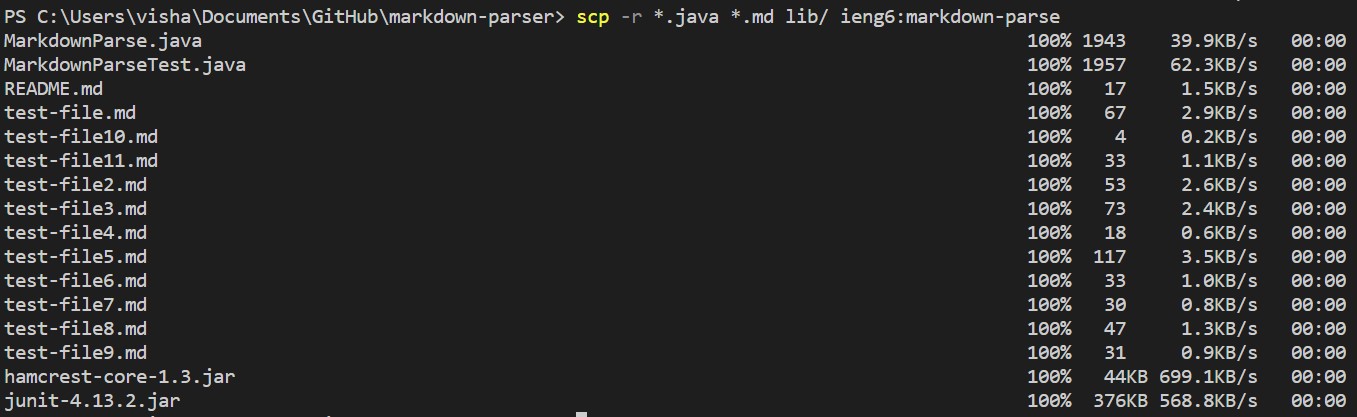 PS C:\Users\visha\Documents\GitHub\markdown-parser> scp -r *.java *.md lib/ ieng6:markdown-parse
MarkdownParse.java 100% 1943 39.9KB/s 00:00
MarkdownParseTest.java 100% 1957 62.3KB/s 00:00
README.md 100% 17 1.5KB/s 00:00
test-file.md 100% 67 2.9KB/s 00:00
test-file10.md 100% 4 0.2KB/s 00:00
test-file11.md 100% 33 1.1KB/s 00:00
test-file2.md 100% 53 2.6KB/s 00:00
test-file3.md 100% 73 2.4KB/s 00:00
test-file4.md 100% 18 0.6KB/s 00:00
test-file5.md 100% 117 3.5KB/s 00:00
test-file6.md 100% 33 1.0KB/s 00:00
test-file7.md 100% 30 0.8KB/s 00:00
test-file8.md 100% 47 1.3KB/s 00:00
test-file9.md 100% 31 0.9KB/s 00:00
hamcrest-core-1.3.jar 100% 44KB 699.1KB/s 00:00
junit-4.13.2.jar 100% 376KB 568.8KB/s 00:00